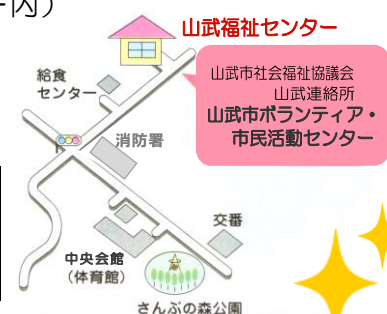 内)
山武福祉センター
山武市社会福祉協議会
山武連絡所
山武市ボランティア・
市民活動センター
給食
センター
消防署
交番
中央会館
(体育館)
さんぶの森公園